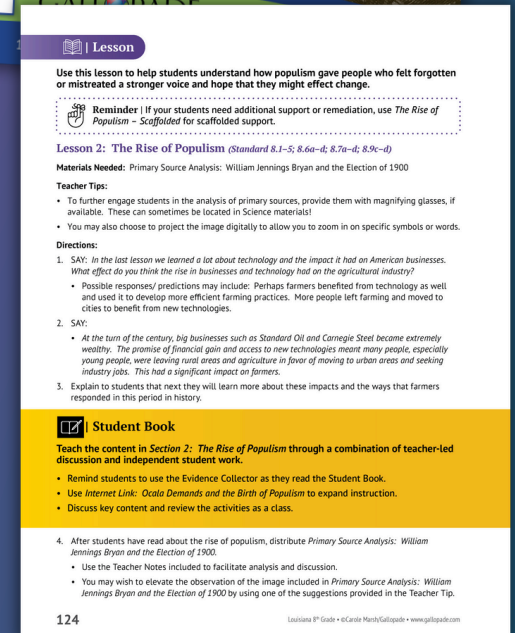 | Lesson
Use this lesson to help students understand how populism gave people who felt forgotten
or mistreated a stronger voice and hope that they might effect change.
Reminder | If your students need additional support or remediation, use The Rise of
Populism – Scaffolded for scaffolded support.
Lesson 2: The Rise of Populism (Standard 8.1–5; 8.6a–d; 8.7a–d; 8.9c–d)
Materials Needed: Primary Source Analysis: William Jennings Bryan and the Election of 1900
Teacher Tips:
• To further engage students in the analysis of primary sources, provide them with magnifying glasses, if
available. These can sometimes be located in Science materials!
• You may also choose to project the image digitally to allow you to zoom in on specific symbols or words.
Directions:
1. SAY: In the last lesson we learned a lot about technology and the impact it had on American businesses.
What effect do you think the rise in businesses and technology had on the agricultural industry?
• Possible responses/ predictions may include: Perhaps farmers benefited from technology as well
and used it to develop more efficient farming practices. More people left farming and moved to
cities to benefit from new technologies.
2. SAY:
• At the turn of the century, big businesses such as Standard Oil and Carnegie Steel became extremely
wealthy. The promise of financial gain and access to new technologies meant many people, especially
young people, were leaving rural areas and agriculture in favor of moving to urban areas and seeking
industry jobs. This had a significant impact on farmers.
3. Explain to students that next they will learn more about these impacts and the ways that farmers
responded in this period in history.
| Student Book
Teach the content in Section 2: The Rise of Populism through a combination of teacher-led
discussion and independent student work.
• Remind students to use the Evidence Collector as they read the Student Book.
• Use Internet Link: Ocala Demands and the Birth of Populism to expand instruction.
• Discuss key content and review the activities as a class.
4. After students have read about the rise of populism, distribute Primary Source Analysis: William
Jennings Bryan and the Election of 1900.
• Use the Teacher Notes included to facilitate analysis and discussion.
• You may wish to elevate the observation of the image included in Primary Source Analysis: William
Jennings Bryan and the Election of 1900 by using one of the suggestions provided in the Teacher Tip.
124
Louisiana 8th Grade • ©Carole Marsh/Gallopade • www.gallopade.com